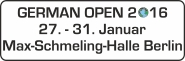 GERMAN OPEN 2016
27. - 31. Januar
Max-Schmeling-Halle Berlin